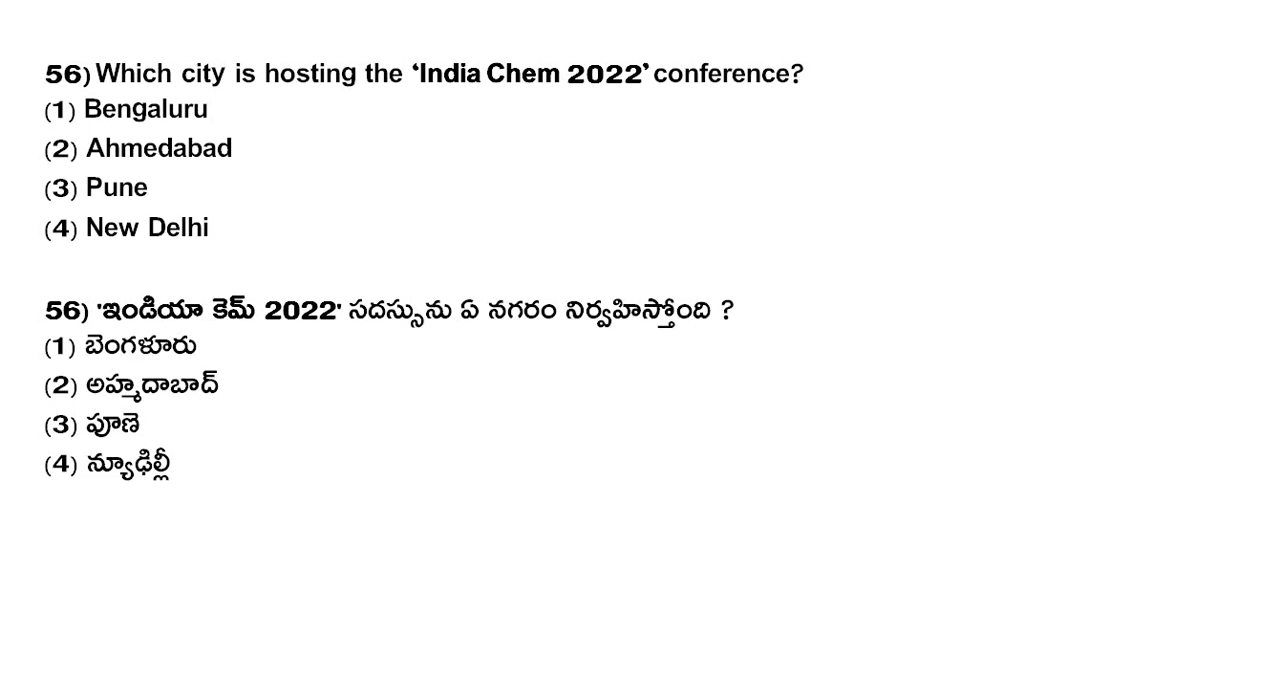 56) Which city is hosting the ‘India Chem 2022’ conference?
(1) Bengaluru
(2) Ahmedabad
(3) Pune
(4) New Delhi
56) 'ఇండియా కెమ్ 2022' సదస్సును ఏ నగరం నిర్వహిస్తోంది ?
(1) బెంగళూరు
(2) అహ్మదాబాద్
(3) పూణె
(4) న్యూఢిల్లీ